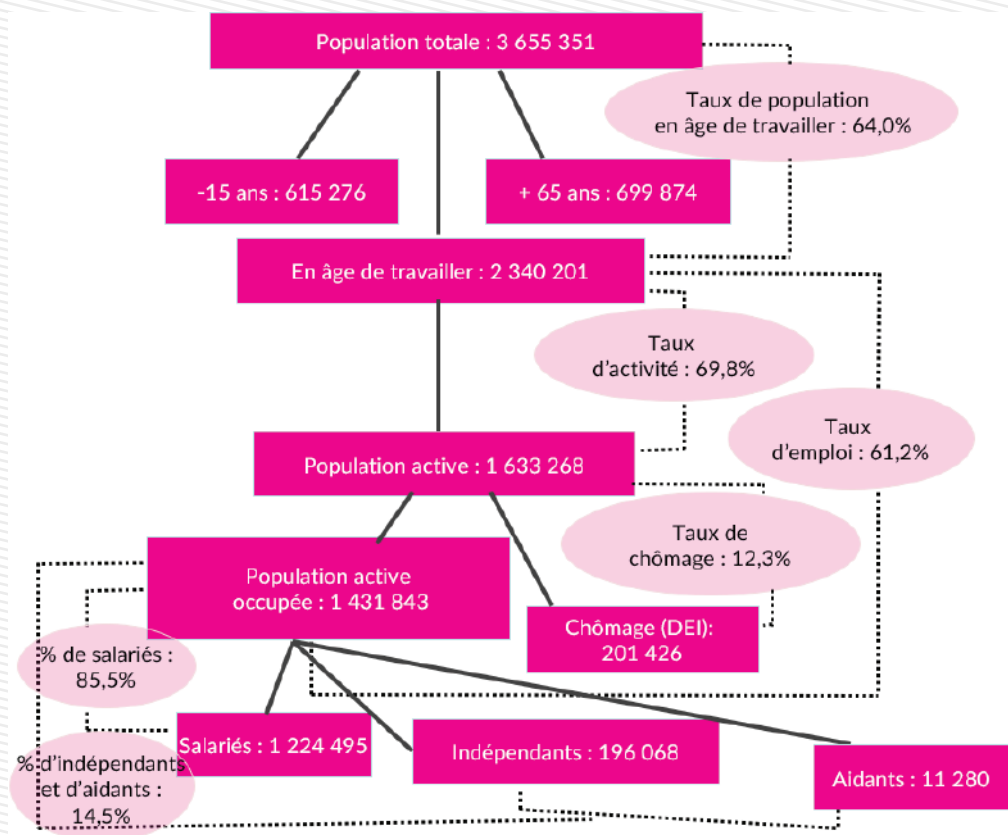 Population totale : 3 655 351
Taux de population
en âge de travailler : 64,0%
-15 ans : 615 276
+ 65 ans : 699 874
En âge de travailler : 2 340 201
Taux
d'activité : 69,8%
Taux
d'emploi : 61,2%
Population active : 1 633 268
Taux de
chômage : 12,3%
Population active
occupée : 1 431 843
Chômage (DEI):
201 426
% de salariés :
85,5%
Salariés : 1 224 495
Indépendants : 196 068
Aidants : 11 280
% d'indépendants
et d'aidants :
14,5%